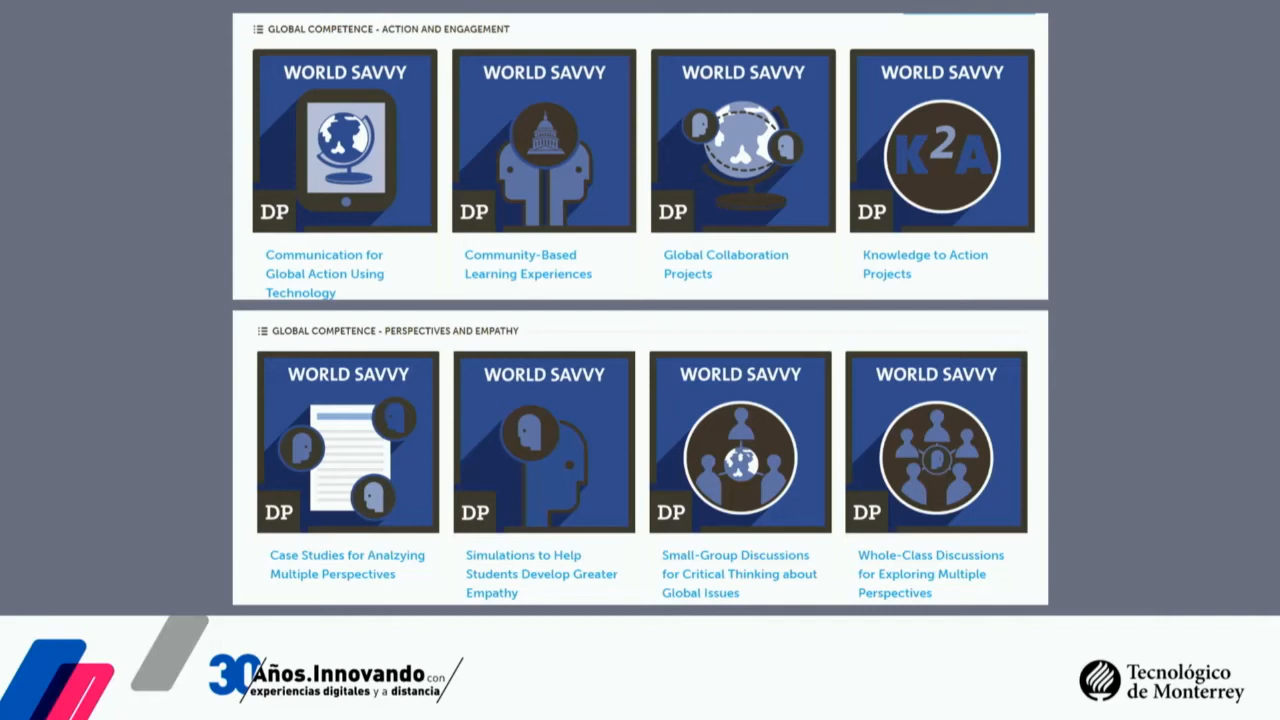 GLOBAL COMPETENCE - ACTION AND ENGAGEMENT
WORLD SAVVY
WORLD SAVVY
WORLD SAVVY
WORLD SAVVY
K2A
DP
DP
DP
DP
Communication for
Global Action Using
Technology
Community-Based
Learning Experiences
Global Collaboration
Projects
Knowledge to Action
Projects
GLOBAL COMPETENCE - PERSPECTIVES AND EMPATHY
WORLD SAVVY
WORLD SAVVY
WORLD SAVVY
WORLD SAVVY
DP
DP
DP
DP
Case Studies for Analzying
Multiple Perspectives
Simulations to Help
Students Develop Greater
Empathy
Small-Group Discussions
for Critical Thinking about
Global Issues
Whole-Class Discussions
for Exploring Multiple
Perspectives
30 Años.Innovando con
experiencias digitales y a distancia
Tecnológico
de Monterrey